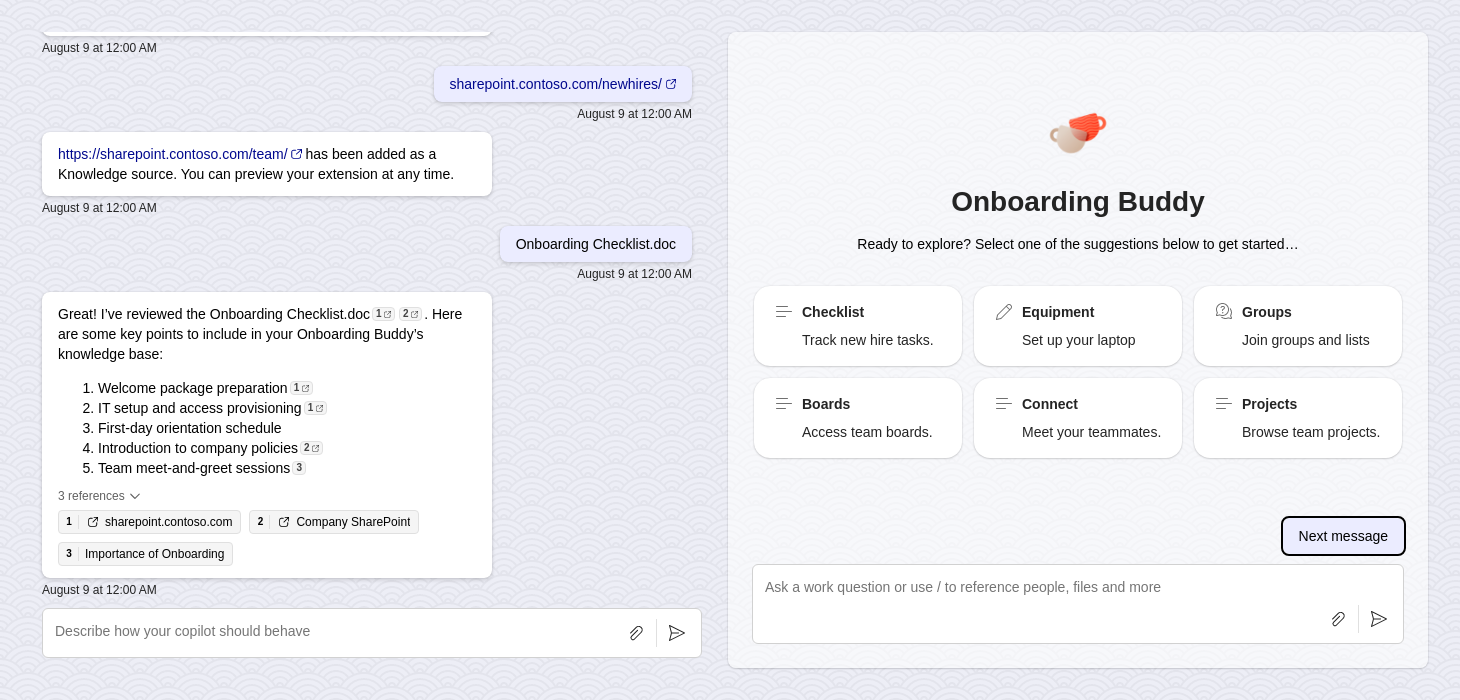 August 9 at 12:00 AM
sharepoint.contoso.com/newhires/
August 9 at 12:00 AM
https://sharepoint.contoso.com/team/ has been added as a
Knowledge source. You can preview your extension at any time.
August 9 at 12:00 AM
Onboarding Checklist.doc
August 9 at 12:00 AM
Great! I’ve reviewed the Onboarding Checklist.doc 1 2 . Here
are some key points to include in your Onboarding Buddy’s
knowledge base:
1. Welcome package preparation 1
2. IT setup and access provisioning 1
3. First-day orientation schedule
4. Introduction to company policies 2
5. Team meet-and-greet sessions 3
3 references
1 sharepoint.contoso.com 2 Company SharePoint
3 Importance of Onboarding
August 9 at 12:00 AM
Describe how your copilot should behave
Onboarding Buddy
Ready to explore? Select one of the suggestions below to get started…
Checklist
Track new hire tasks.
Equipment
Set up your laptop
Groups
Join groups and lists
Boards
Access team boards.
Connect
Meet your teammates.
Projects
Browse team projects.
Next message
Ask a work question or use / to reference people, files and more